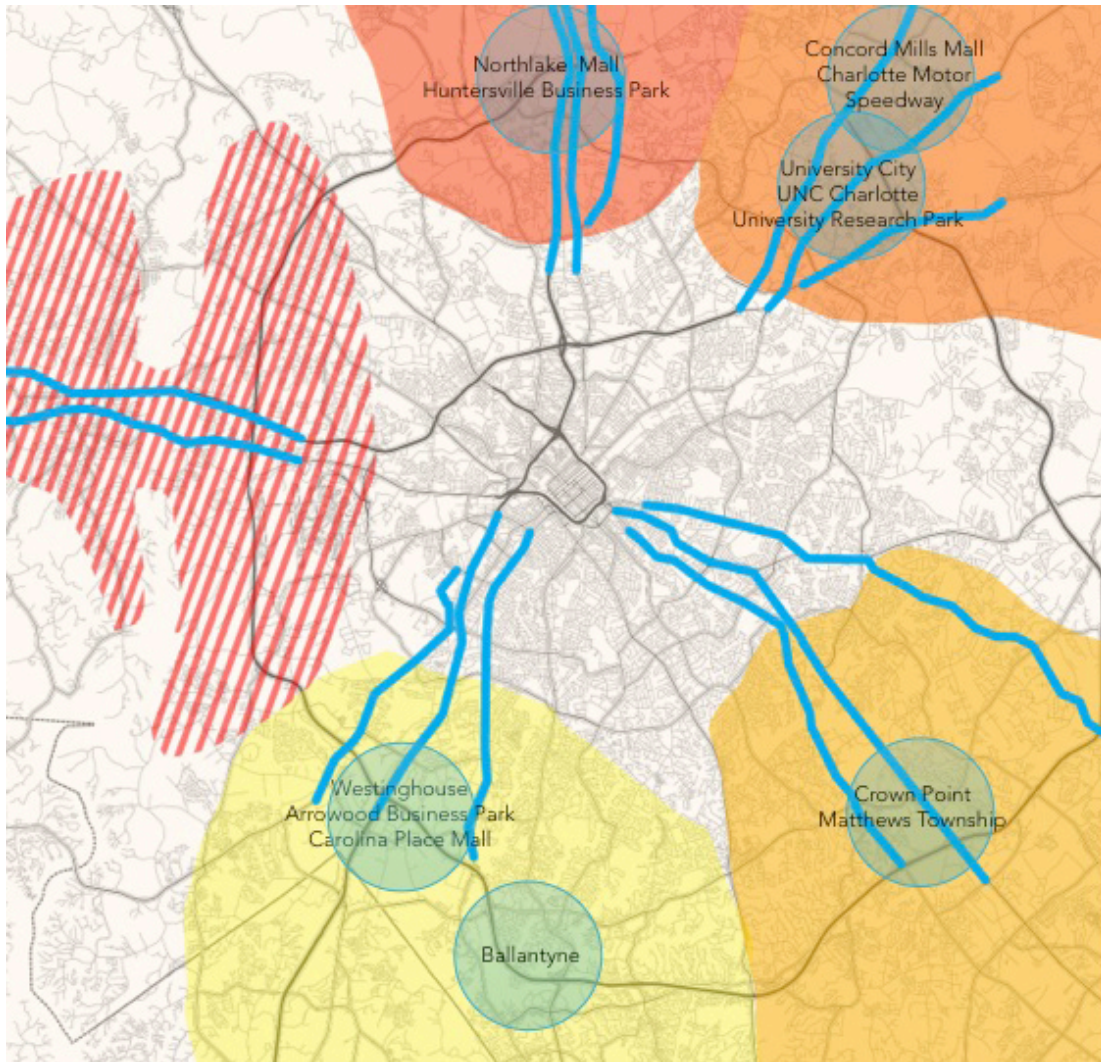 Northlake Mall
Huntersville Business Park
Concord Mills Mall
Charlotte Motor
Speedway
University City
UNC Charlotte
University Research Park
Westinghouse
Arrowood Business Park
Carolina Place Mall
Crown Point
Matthews Township
Ballantyne